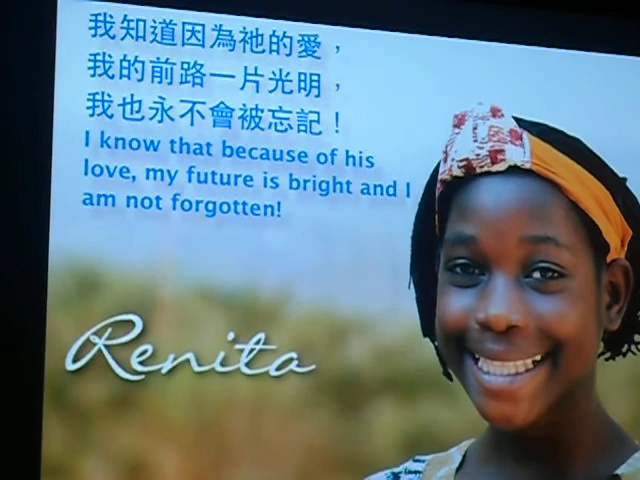 我知道因為祂的愛，
我的前路一片光明，
我也永不會被忘記！
I know that because of his
love, my future is bright and I
am not forgotten!
Renita